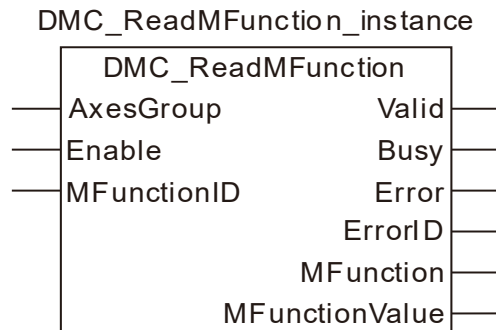 DMC_ReadMFunction_instance
DMC_ReadMFunction
AxesGroup Valid
Enable Busy
MFunctionID Error
ErrorID
MFunction
MFunctionValue